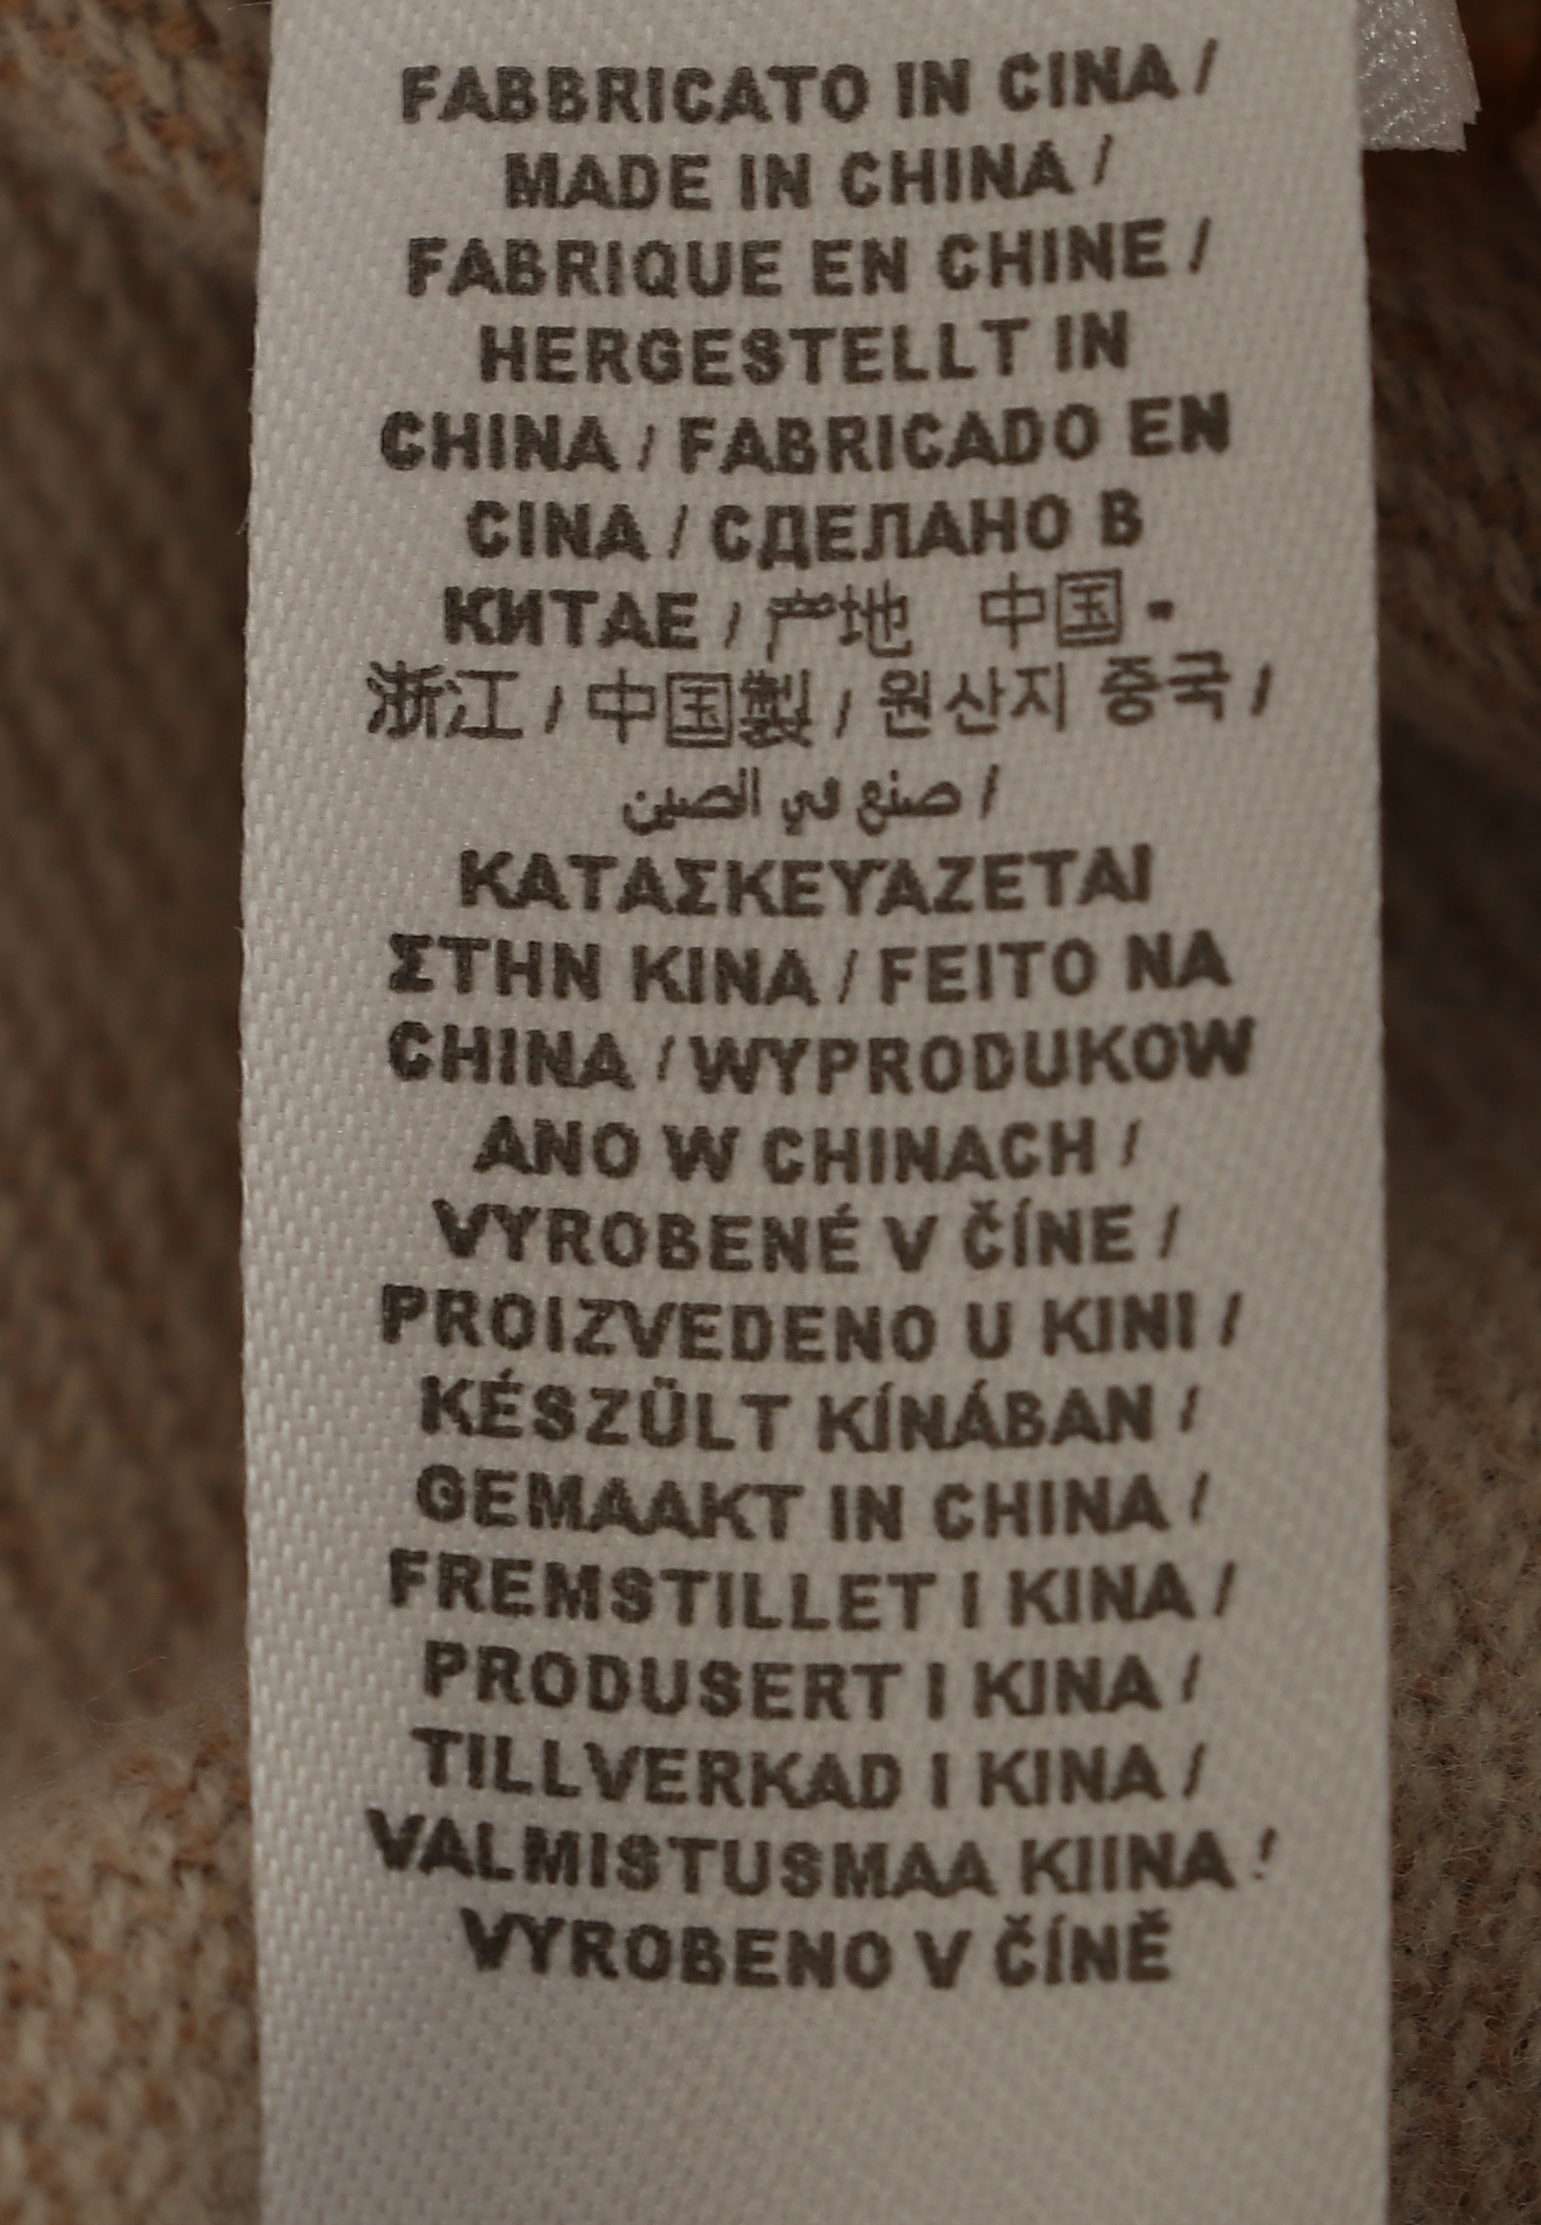 FABBRICATO IN CINA /
MADE IN CHINA /
FABRIQUE EN CHINE /
HERGESTELLT IN
CHINA / FABRICADO EN
CINA / СДЕЛАНО В
КИТАЕ / 产地 中国 -
浙江 / 中国製 / 원산지 중국 /
صنع في الصين /
ΚΑΤΑΣΚΕΥΆΖΕΤΑΙ
ΣΤΗΝ ΚΙΝΑ / FEITO NA
CHINA / WYPRODUKOW
ANO W CHINACH /
VYROBENÉ V ČÍNE /
PROIZVEDENO U KINI /
KÉSZÜLT KÍNÁBAN /
GEMAAKT IN CHINA /
FREMSTILLET I KINA /
PRODUSERT I KINA /
TILLVERKAD I KINA /
VALMISTUSMAA KIINA /
VYROBENO V ČÍNĚ